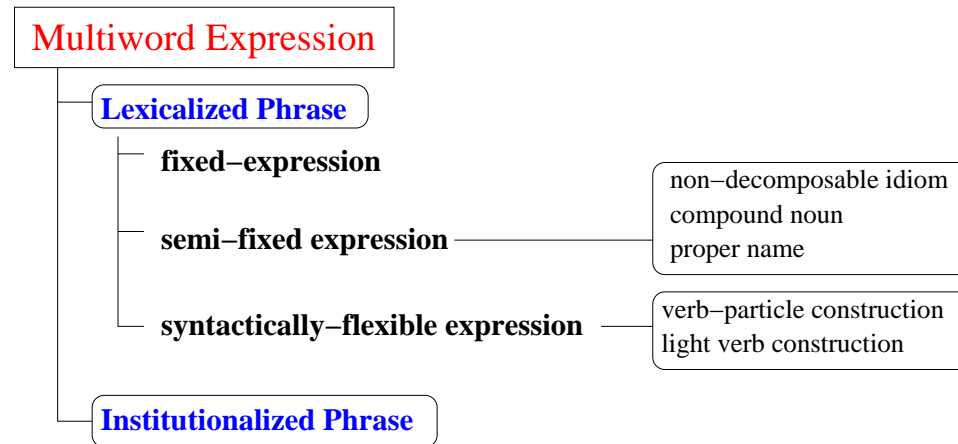 Multiword Expression
Lexicalized Phrase
fixed−expression
semi−fixed expression
non−decomposable idiom
compound noun
proper name
syntactically−flexible expression
verb−particle construction
light verb construction
Institutionalized Phrase